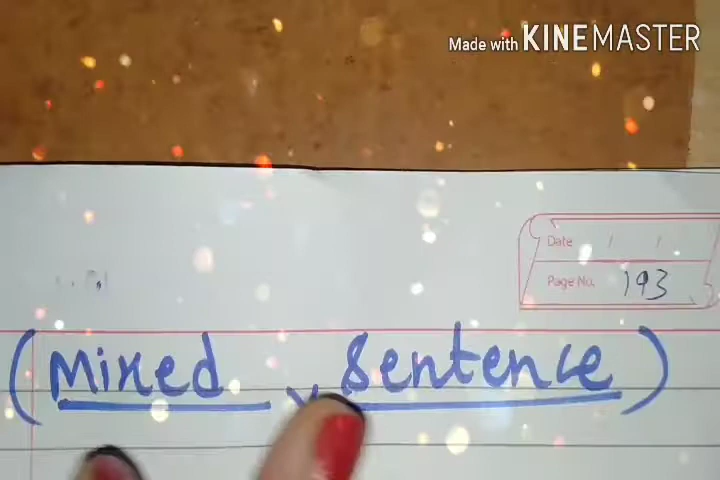 Made with KINEMASTER
Date / /
Page No. 193
(Mixed Sentence)